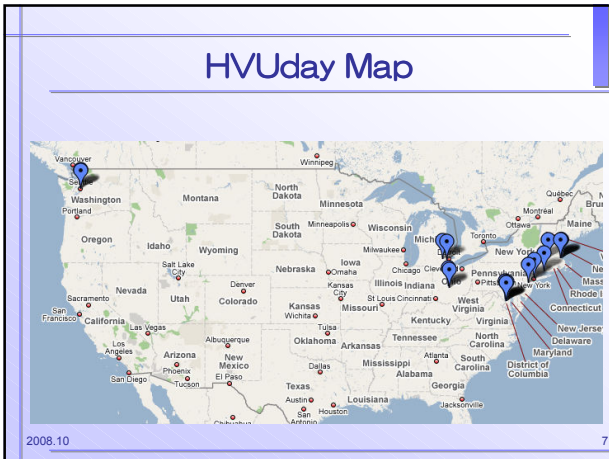 HVUday Map
Vancouver
Winnipeg
Québec
Washington
Montana
North
Dakota
Minnesota
Montréal
Ottawa
Maine
Portland
Oregon
Idaho
Wyoming
South
Dakota
Minneapolis
Wisconsin
Milwaukee
Toronto
New York
Salt Lake
City
Nebraska
Iowa
Omaha
Chicago
Pennsylvania
New York
Nevada
Utah
Denver
Colorado
Kansas
City
Illinois
Indiana
Ohio
Rhode I
Connecticut
Sacramento
San
Francisco
California
Las Vegas
Kansas
Wichita
Missouri
St Louis
Cincinnati
West
Virginia
Virginia
New Jersey
Delaware
Maryland
Los
Angeles
Albuquerque
Tulsa
Oklahoma
Arkansas
Kentucky
Tennessee
North
Carolina
District of
Columbia
San Diego
Arizona
Phoenix
Tucson
New
Mexico
El Paso
Dallas
Texas
Mississippi
Alabama
Atlanta
South
Carolina
Georgia
Austin
San
Antonio
Houston
Louisiana
Jacksonville
Chihuahua
2008.10
7